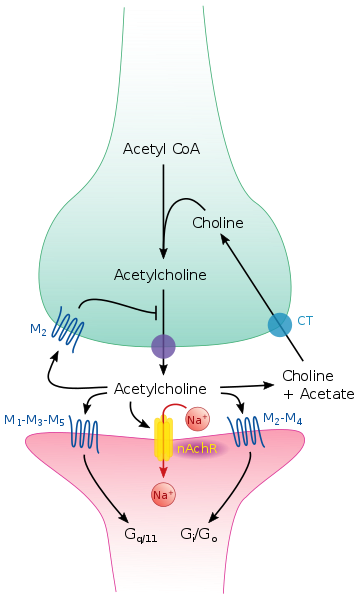 Acetyl CoA
Choline
Acetylcholine
M2
CT
Choline
+ Acetate
Acetylcholine
M1-M3-M5
Na+
M2-M4
nAchR
Na+
Gq/11
Gi/Go